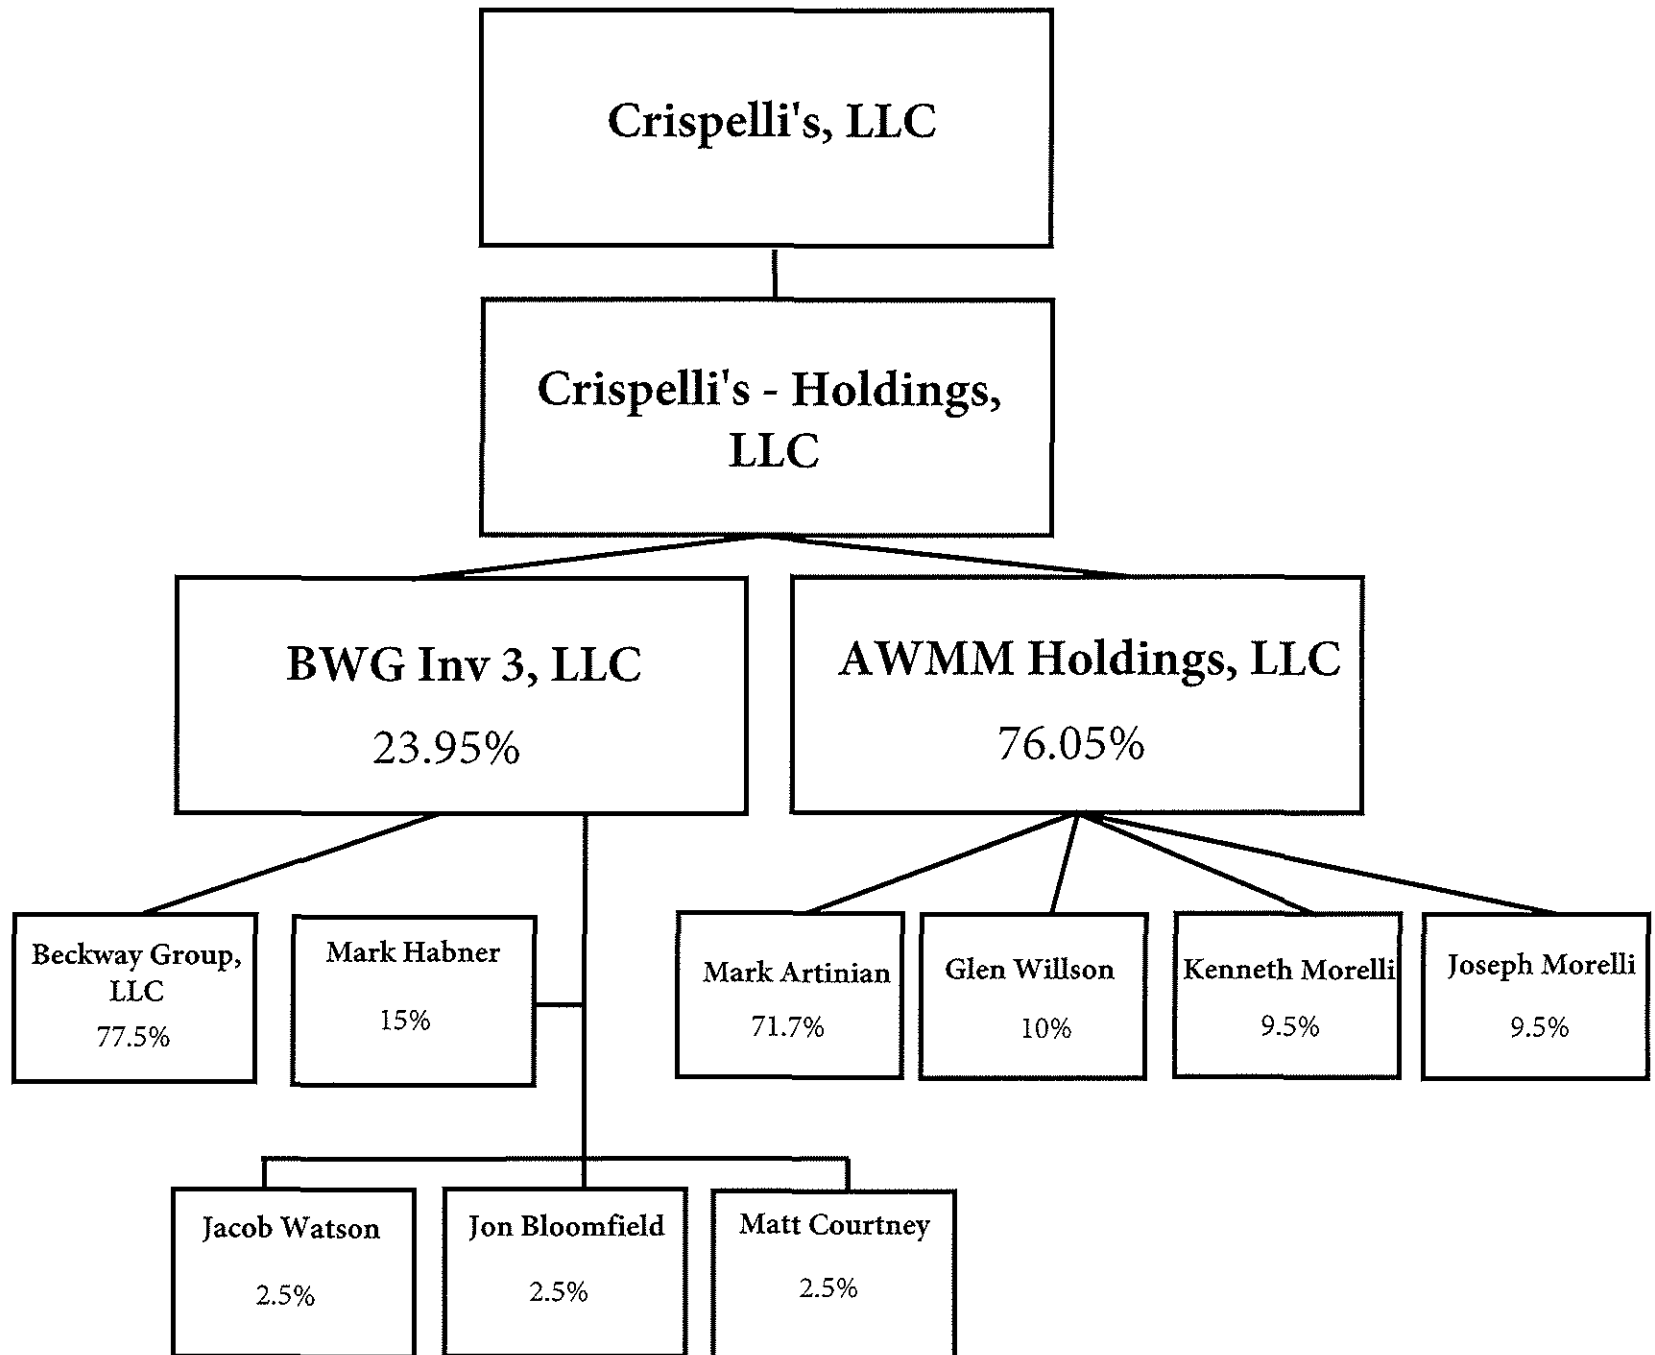 Crispelli's, LLC
Crispelli's - Holdings,
LLC
BWG Inv 3, LLC
23.95%
AWMM Holdings, LLC
76.05%
Beckway Group,
LLC
77.5%
Mark Habner
15%
Mark Artinian
71.7%
Glen Willson
10%
Kenneth Morelli
9.5%
Joseph Morelli
9.5%
Jacob Watson
2.5%
Jon Bloomfield
2.5%
Matt Courtney
2.5%